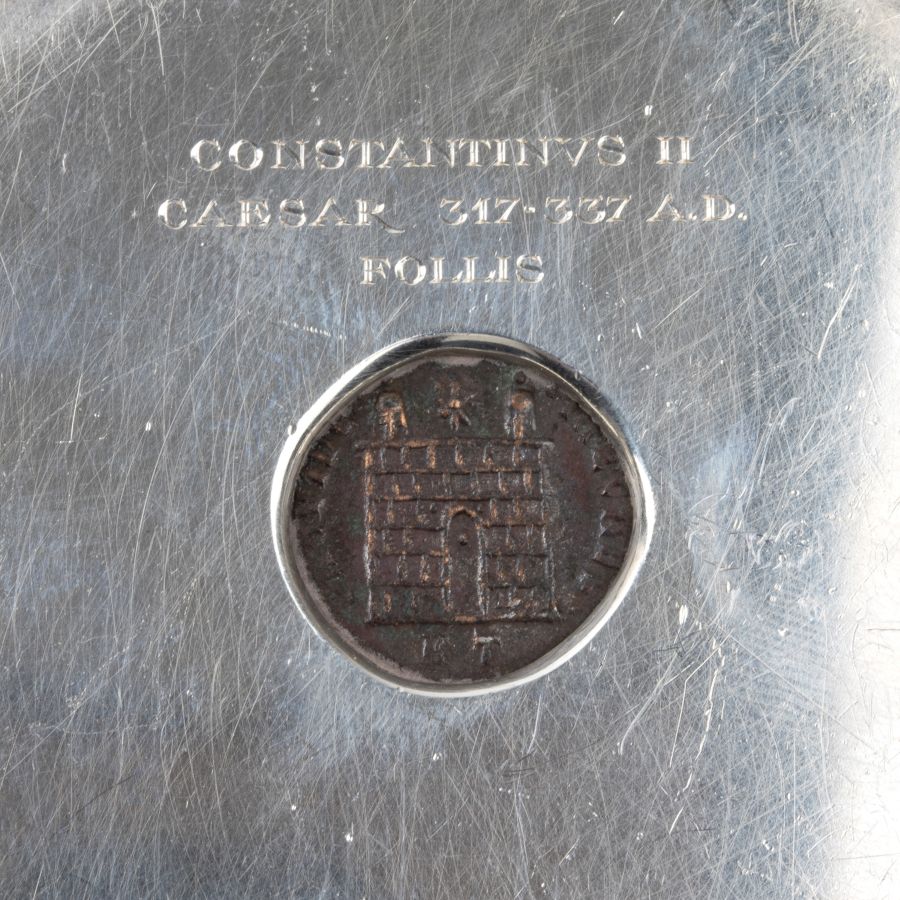 CONSTANTINVS II
CAESAR 317-337 A.D.
FOLLIS